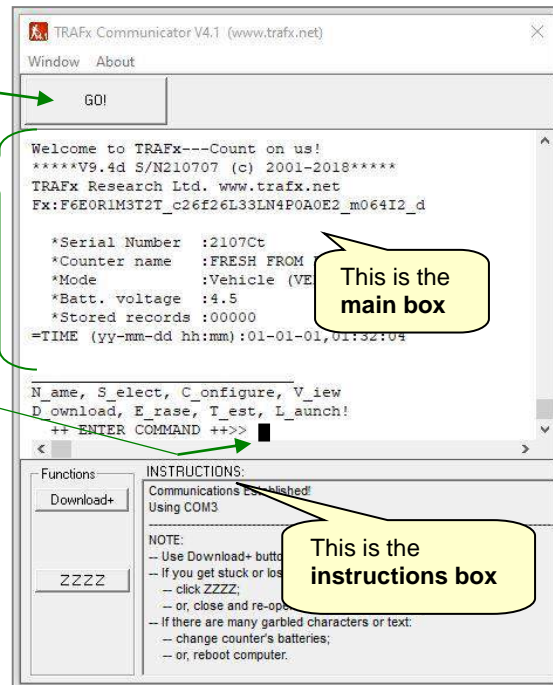 TRAFx Communicator V4.1 (www.trafx.net)
Window About
GO!
Welcome to TRAFx---Count on us!
*****V9.4d S/N210707 (c) 2001-2018*****
TRAFx Research Ltd. www.trafx.net
Fx:F6E0R1M3T2T_c26f26L33LN4P0A0E2_m064I2_d
*Serial Number :2107Ct
*Counter name :FRESH FROM
*Mode :Vehicle
*Batt. voltage :4.5
*Stored records :00000
=TIME (yy-mm-dd hh:mm):01-01-01,01:32:04
This is the
main box
N_ame, S_elect, C_onfigure, V_iew
D_ownload, E_rase, T_est, L_aunch!
++ ENTER COMMAND ++>>
Functions
Download+
ZZZZ
INSTRUCTIONS:
Communications Established!
Using COM3
NOTE:
-- Use Download+
-- If you get stuck or
-- click ZZZZ;
-- or, close and
-- If there are many garbled characters or text:
-- change counter's batteries;
-- or, reboot computer.
This is the
instructions box